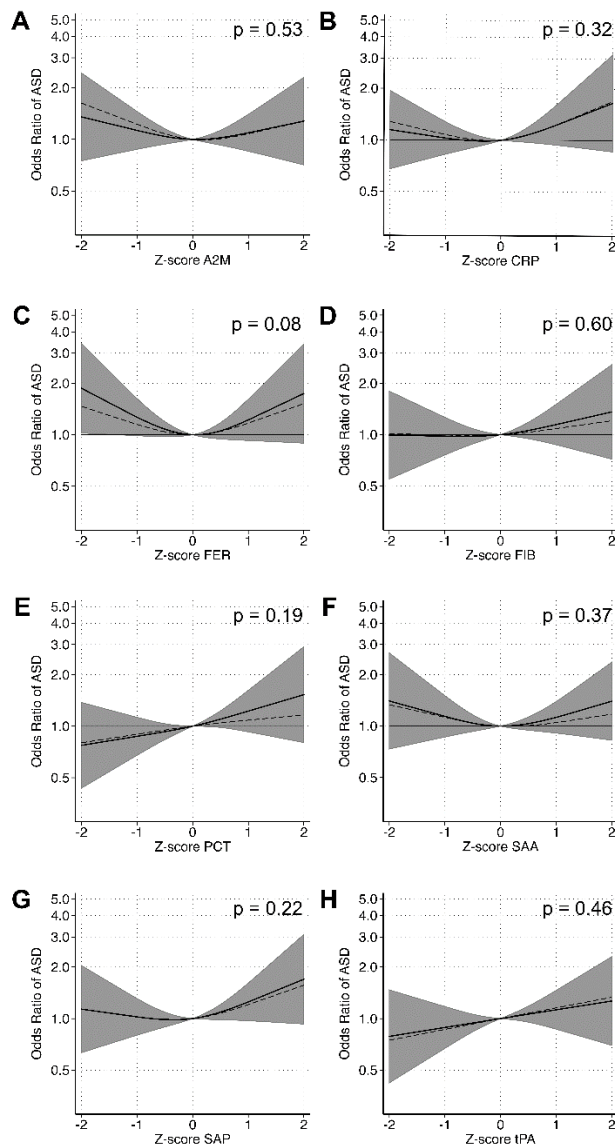 A
p = 0.53
Odds Ratio of ASD
5.0
4.0
3.0
2.0
1.0
0.5
-2 -1 0 1 2
Z-score A2M
B
p = 0.32
Odds Ratio of ASD
5.0
4.0
3.0
2.0
1.0
0.5
-2 -1 0 1 2
Z-score CRP
C
p = 0.08
Odds Ratio of ASD
5.0
4.0
3.0
2.0
1.0
0.5
-2 -1 0 1 2
Z-score FER
D
p = 0.60
Odds Ratio of ASD
5.0
4.0
3.0
2.0
1.0
0.5
-2 -1 0 1 2
Z-score FIB
E
p = 0.19
Odds Ratio of ASD
5.0
4.0
3.0
2.0
1.0
0.5
-2 -1 0 1 2
Z-score PCT
F
p = 0.37
Odds Ratio of ASD
5.0
4.0
3.0
2.0
1.0
0.5
-2 -1 0 1 2
Z-score SAA
G
p = 0.22
Odds Ratio of ASD
5.0
4.0
3.0
2.0
1.0
0.5
-2 -1 0 1 2
Z-score SAP
H
p = 0.46
Odds Ratio of ASD
5.0
4.0
3.0
2.0
1.0
0.5
-2 -1 0 1 2
Z-score tPA